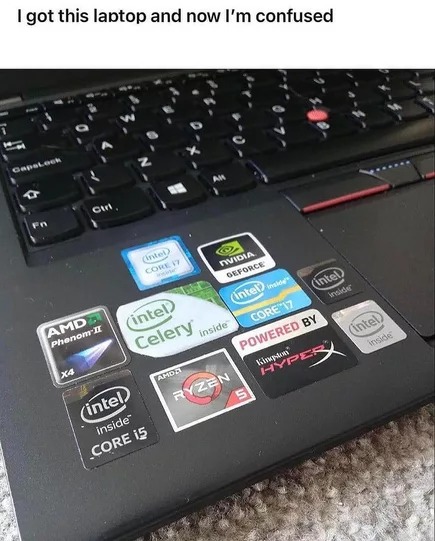 I got this laptop and now I'm confused
Q
W
E
R
A
S
D
F
CapsLock
Z
X
C
V
B
N
Fn
Ctrl
Alt
intel
CORE i7
inside
NVIDIA
GEFORCE
AMD
Phenom II
X4
intel
Celery inside
intel inside
CORE i7
intel
inside
intel
inside
POWERED BY
Kingston
HYPERX
AMD
RYZEN
5
intel
inside
CORE i5